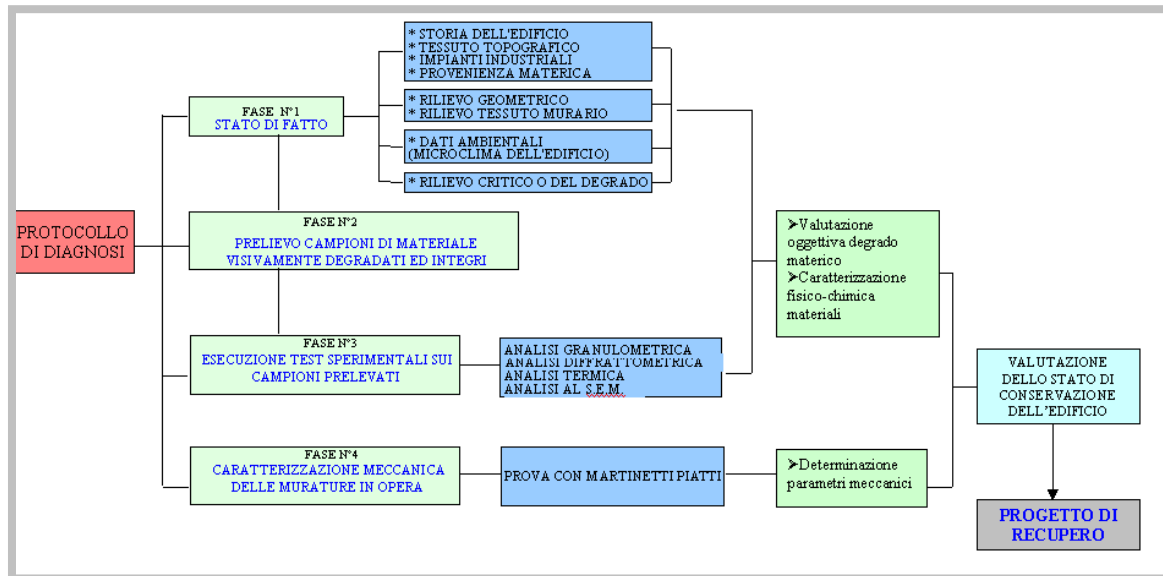 PROTOCOLLO
DI DIAGNOSI
FASE N°1
STATO DI FATTO
* STORIA DELL'EDIFICIO
* TESSUTO TOPOGRAFICO
* IMPIANTI INDUSTRIALI
* PROVENIENZA MATERICA
* RILIEVO GEOMETRICO
* RILIEVO TESSUTO MURARIO
* DATI AMBIENTALI
(MICROCLIMA DELL'EDIFICIO)
* RILIEVO CRITICO O DEL DEGRADO
FASE N°2
PRELIEVO CAMPIONI DI MATERIALE
VISIVAMENTE DEGRADATI ED INTEGRI
FASE N°3
ESECUZIONE TEST SPERIMENTALI SUI
CAMPIONI PRELEVATI
ANALISI GRANULOMETRICA
ANALISI DIFFRATTOMETRICA
ANALISI TERMICA
ANALISI AL S.E.M.
FASE N°4
CARATTERIZZAZIONE MECCANICA
DELLE MURATURE IN OPERA
PROVA CON MARTINETTI PIATTI
➢Valutazione
oggettiva degrado
materico
➢Caratterizzazione
fisico-chimica
materiali
➢Determinazione
parametri meccanici
VALUTAZIONE
DELLO STATO DI
CONSERVAZIONE
DELL'EDIFICIO
PROGETTO DI
RECUPERO